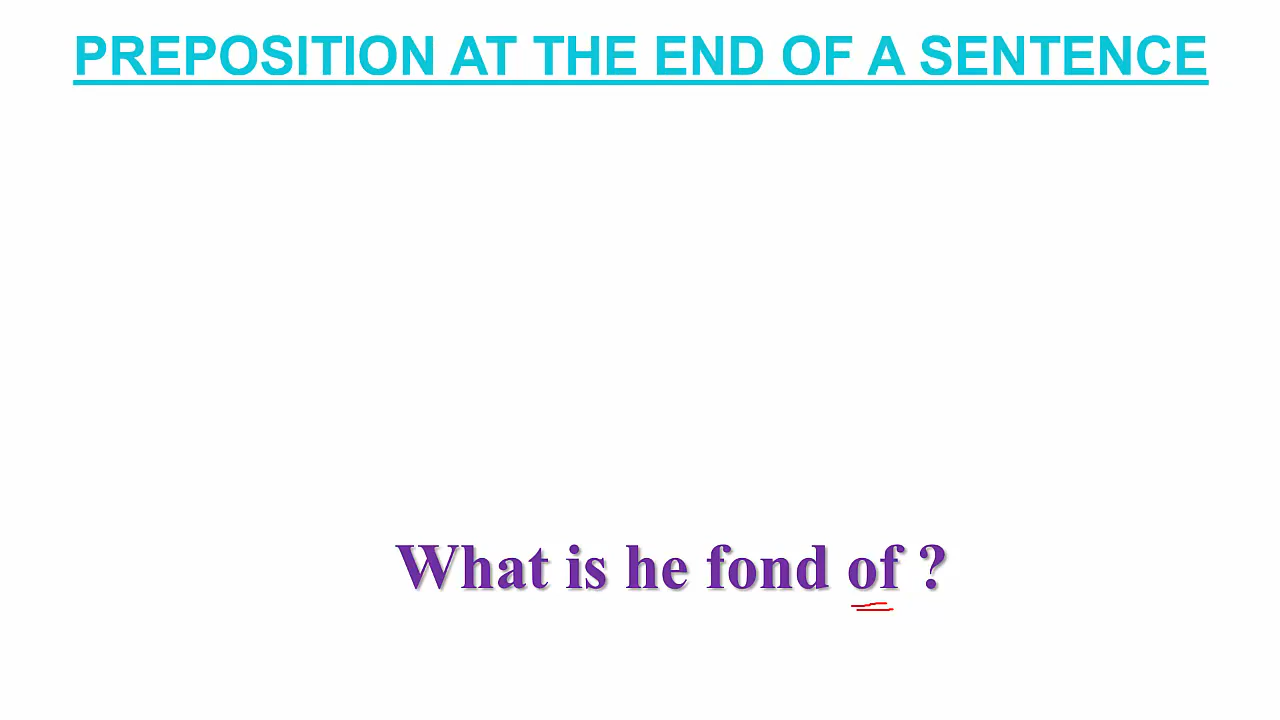 PREPOSITION AT THE END OF A SENTENCE
What is he fond of ?